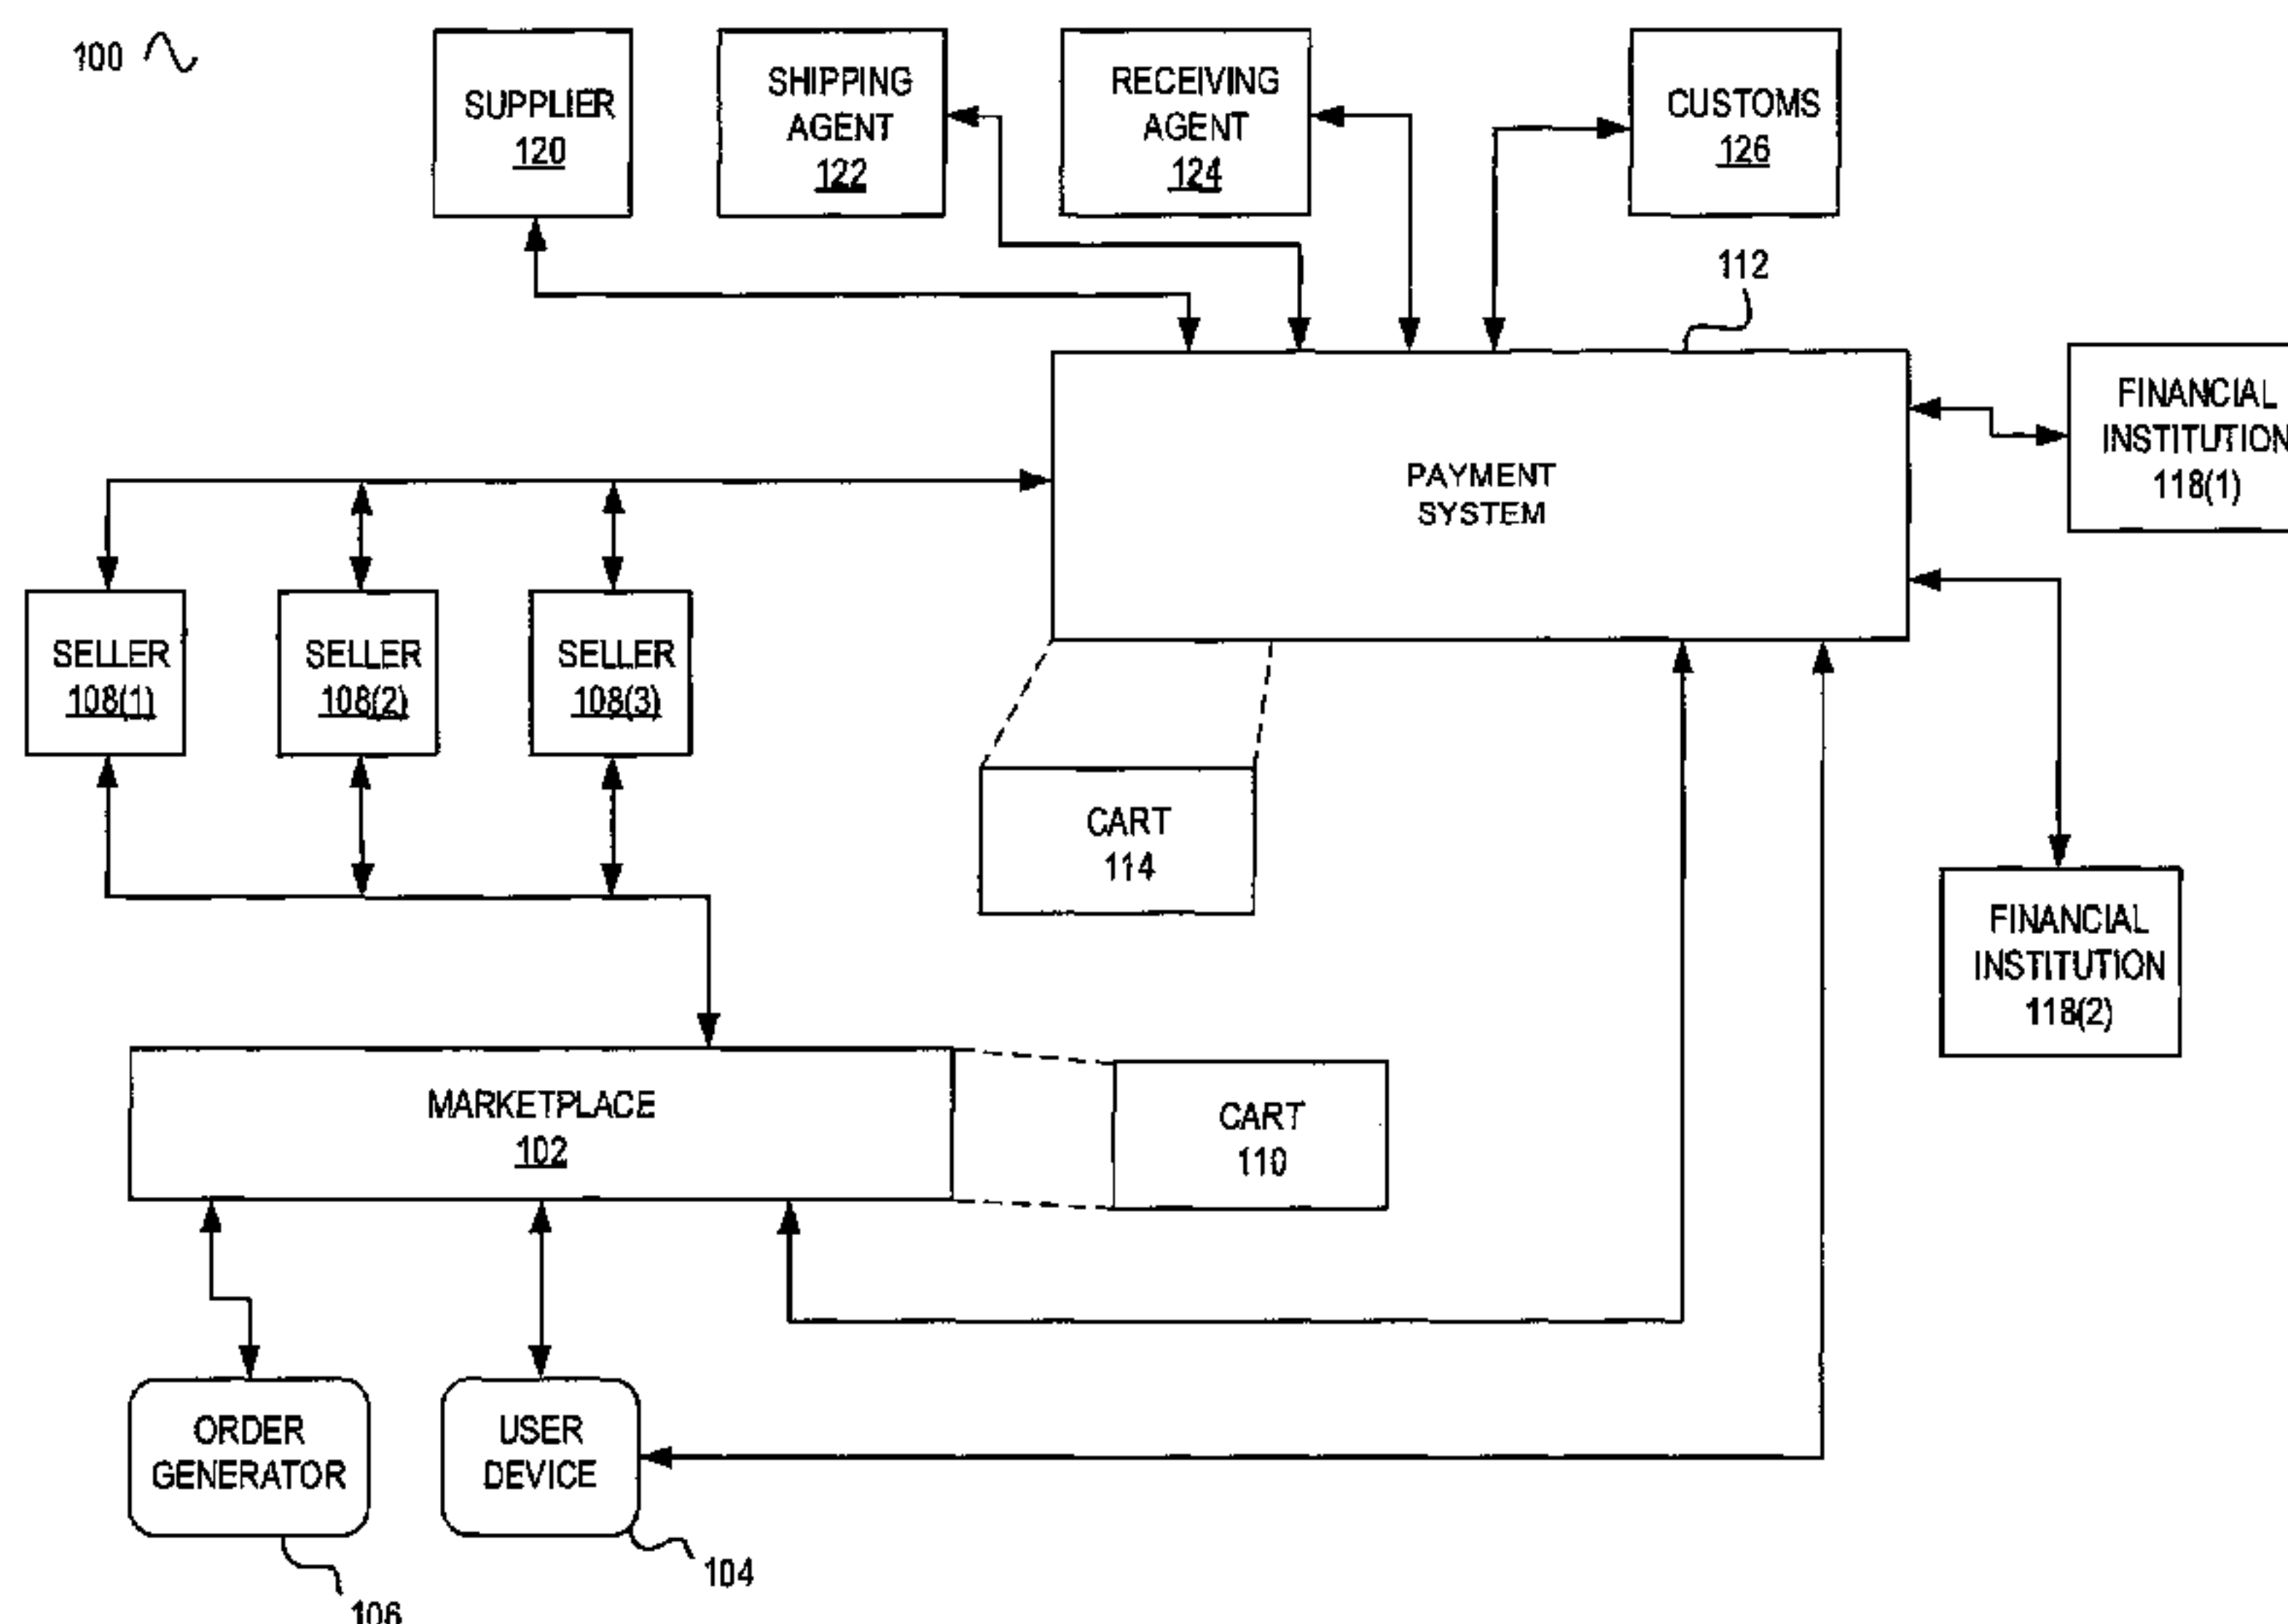 100
SUPPLIER
120
SHIPPING
AGENT
122
RECEIVING
AGENT
124
CUSTOMS
126
112
PAYMENT
SYSTEM
FINANCIAL
INSTITUTION
118(1)
SELLER
108(1)
SELLER
108(2)
SELLER
108(3)
CART
114
FINANCIAL
INSTITUTION
118(2)
MARKETPLACE
102
CART
110
ORDER
GENERATOR
USER
DEVICE
104
106